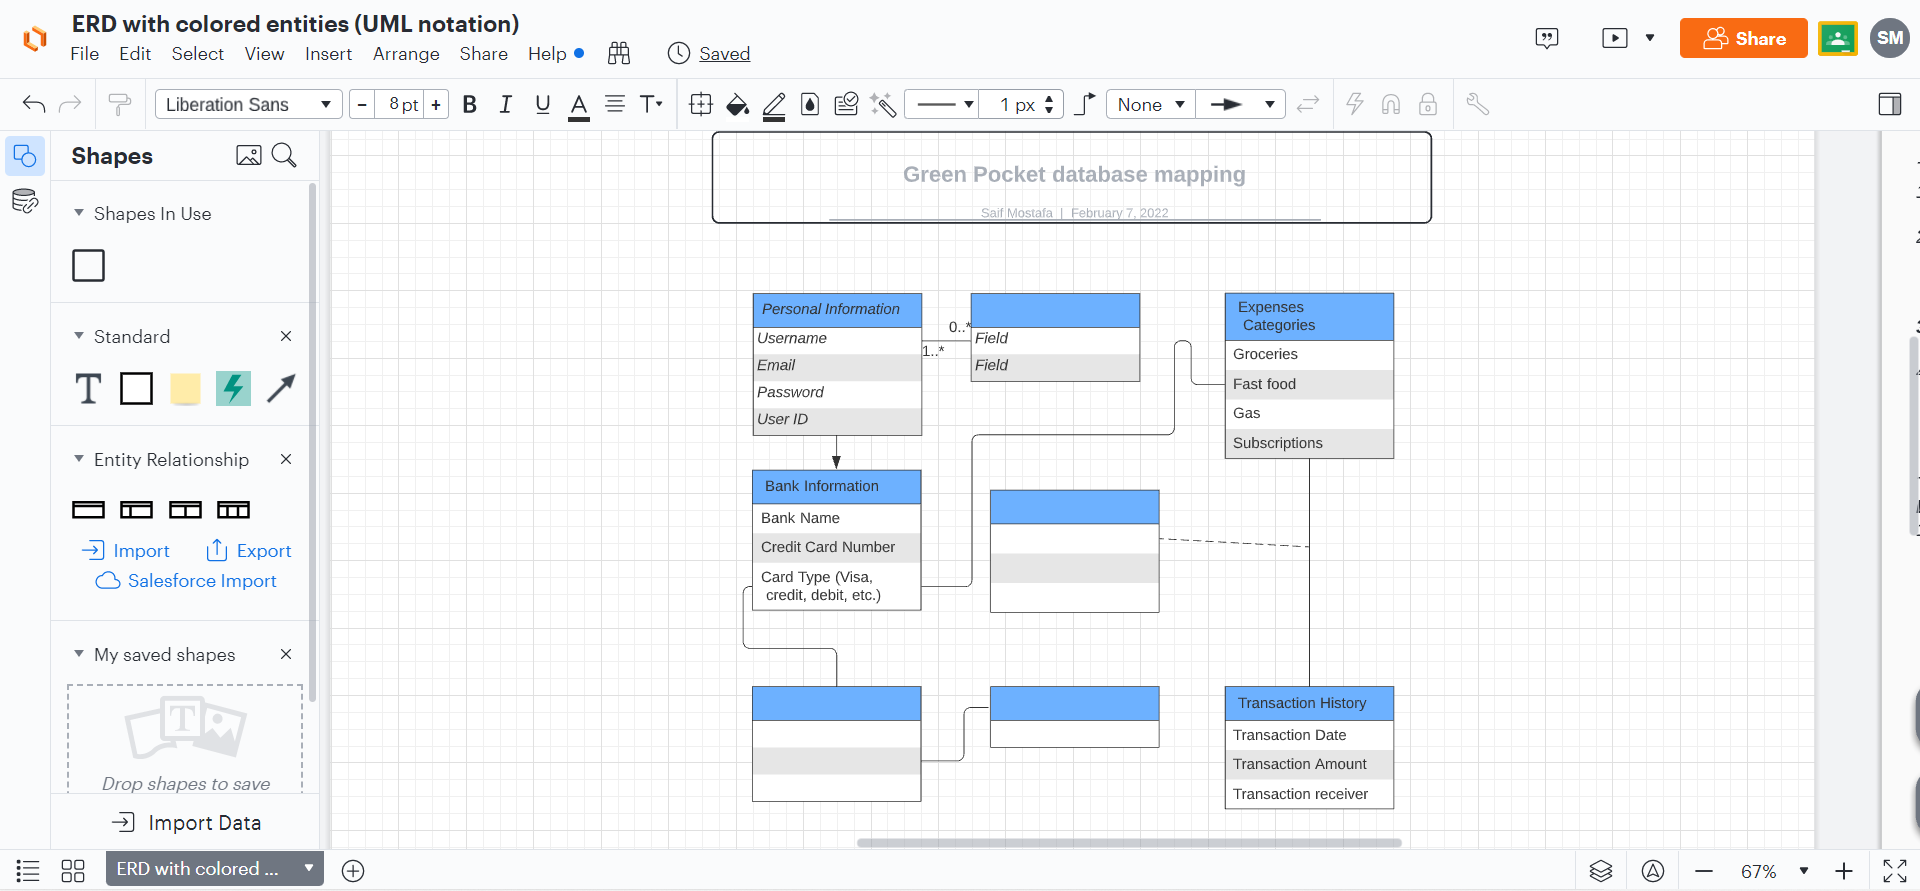 ERD with colored entities (UML notation)
File Edit Select View Insert Arrange Share Help Saved
Share
SM
Liberation Sans
- 8 pt +
B I U A T
1 px
None
Shapes
Shapes In Use
Standard
T
Entity Relationship
Import Export
Salesforce Import
My saved shapes
T
Drop shapes to save
Import Data
Green Pocket database mapping
Saif Mostafa | February 7, 2022
Personal Information
Username
Email
Password
User ID
0..*
1..*
Field
Field
Expenses
Categories
Groceries
Fast food
Gas
Subscriptions
Bank Information
Bank Name
Credit Card Number
Card Type (Visa,
credit, debit, etc.)
Transaction History
Transaction Date
Transaction Amount
Transaction receiver
ERD with colored ...
67%